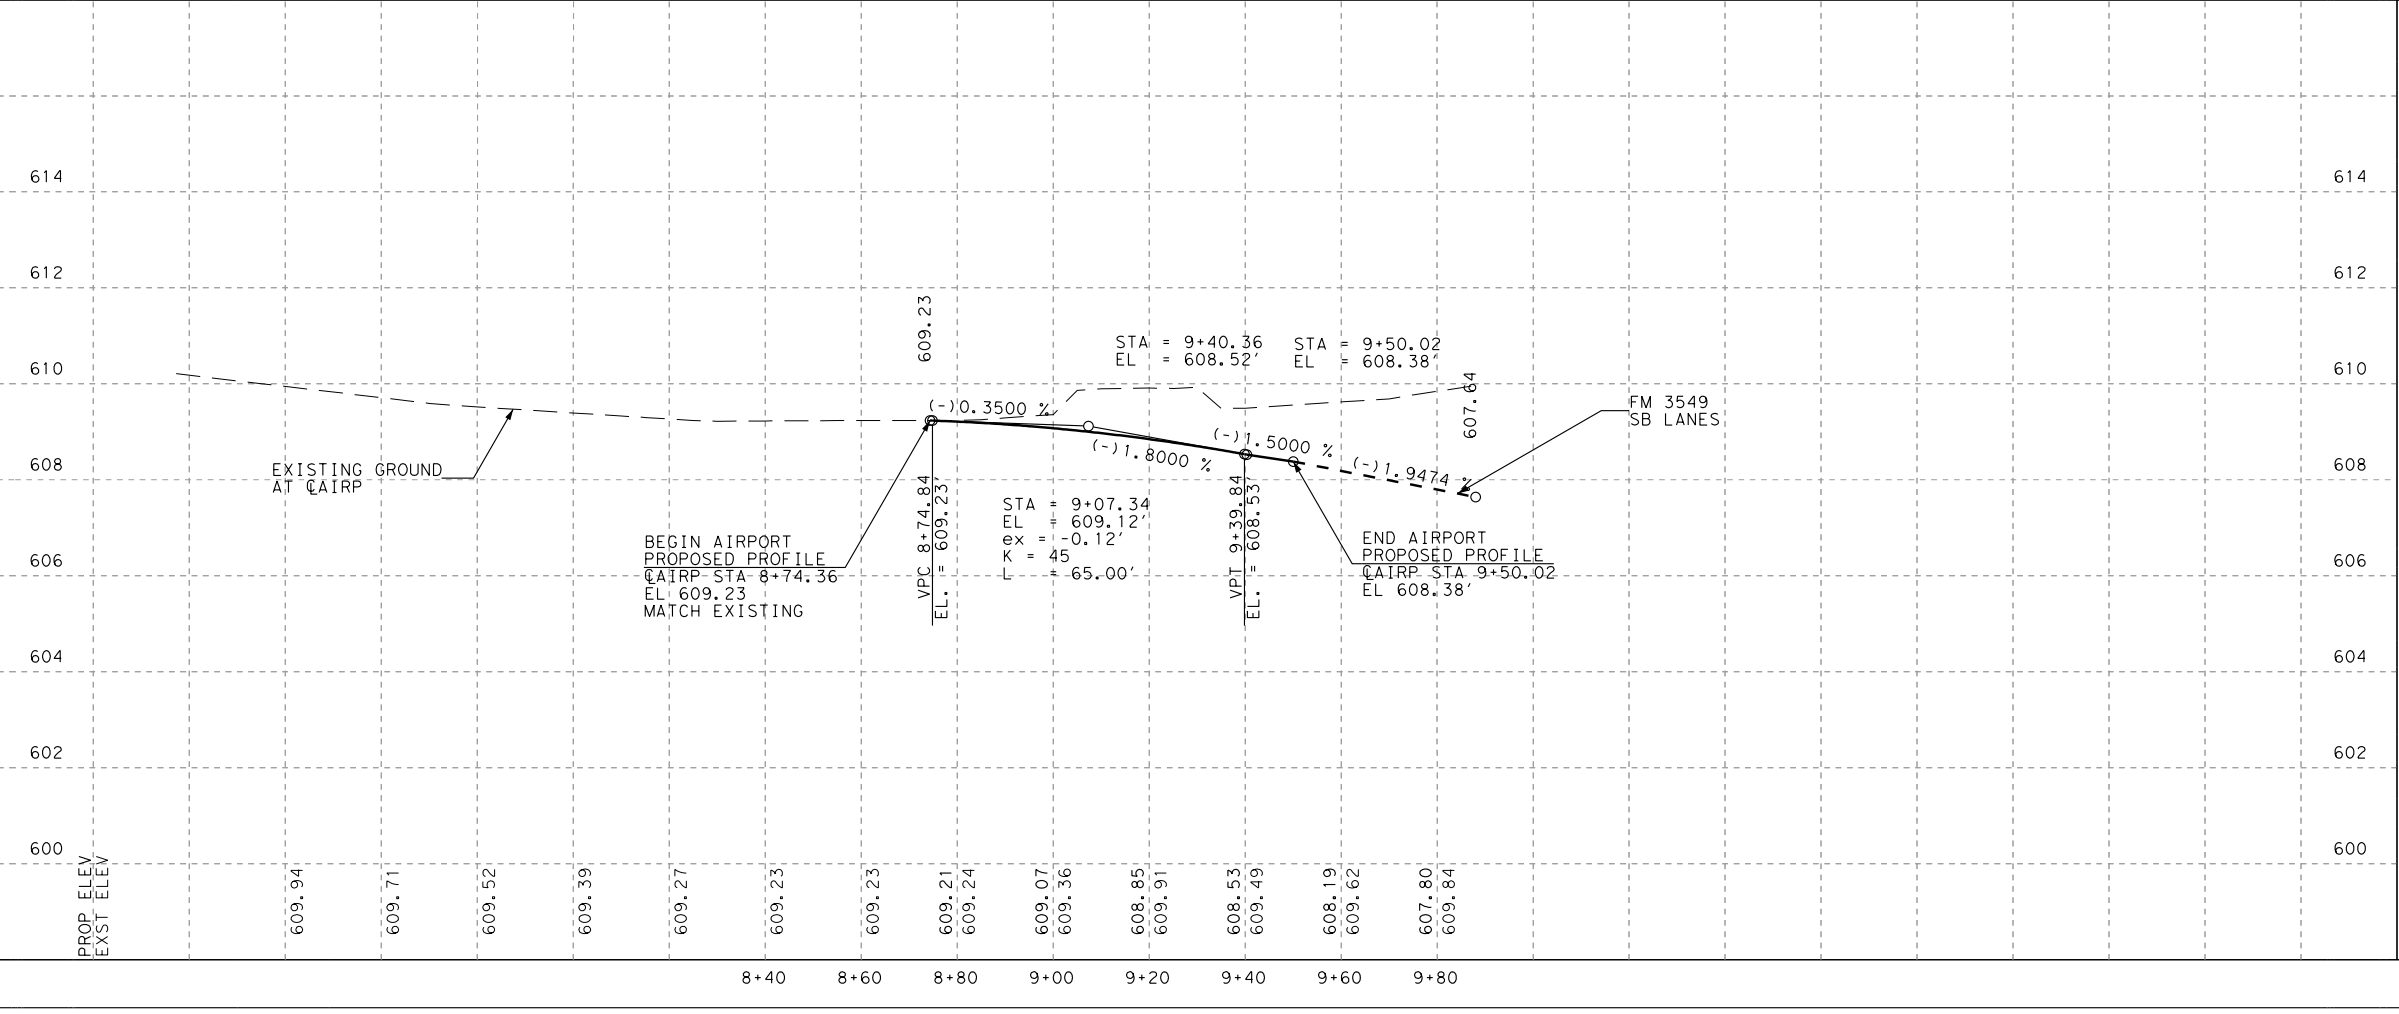 614
614
612
612
609.23
STA = 9+40.36
EL = 608.52'
STA = 9+50.02
EL = 608.38'
610
610
607.64
(-)0.3500 %
FM 3549
SB LANES
(-)1.5000 %
(-)1.8000 %
(-)1.9474 %
608
608
EXISTING GROUND
AT ℄AIRP
VPC 8+74.84
EL. = 609.23'
STA = 9+07.34
EL = 609.12'
ex = -0.12'
K = 45
L = 65.00'
VPT 9+39.84
EL. = 608.53'
BEGIN AIRPORT
PROPOSED PROFILE
℄AIRP STA 8+74.36
EL 609.23
MATCH EXISTING
END AIRPORT
PROPOSED PROFILE
℄AIRP STA 9+50.02
EL 608.38'
606
606
604
604
602
602
600
600
PROP ELEV
EXST ELEV
609.94
609.71
609.52
609.39
609.27
609.23
609.23
609.21
609.24
609.07
609.36
608.85
609.91
608.53
609.49
608.19
609.62
607.80
609.84
8+40
8+60
8+80
9+00
9+20
9+40
9+60
9+80